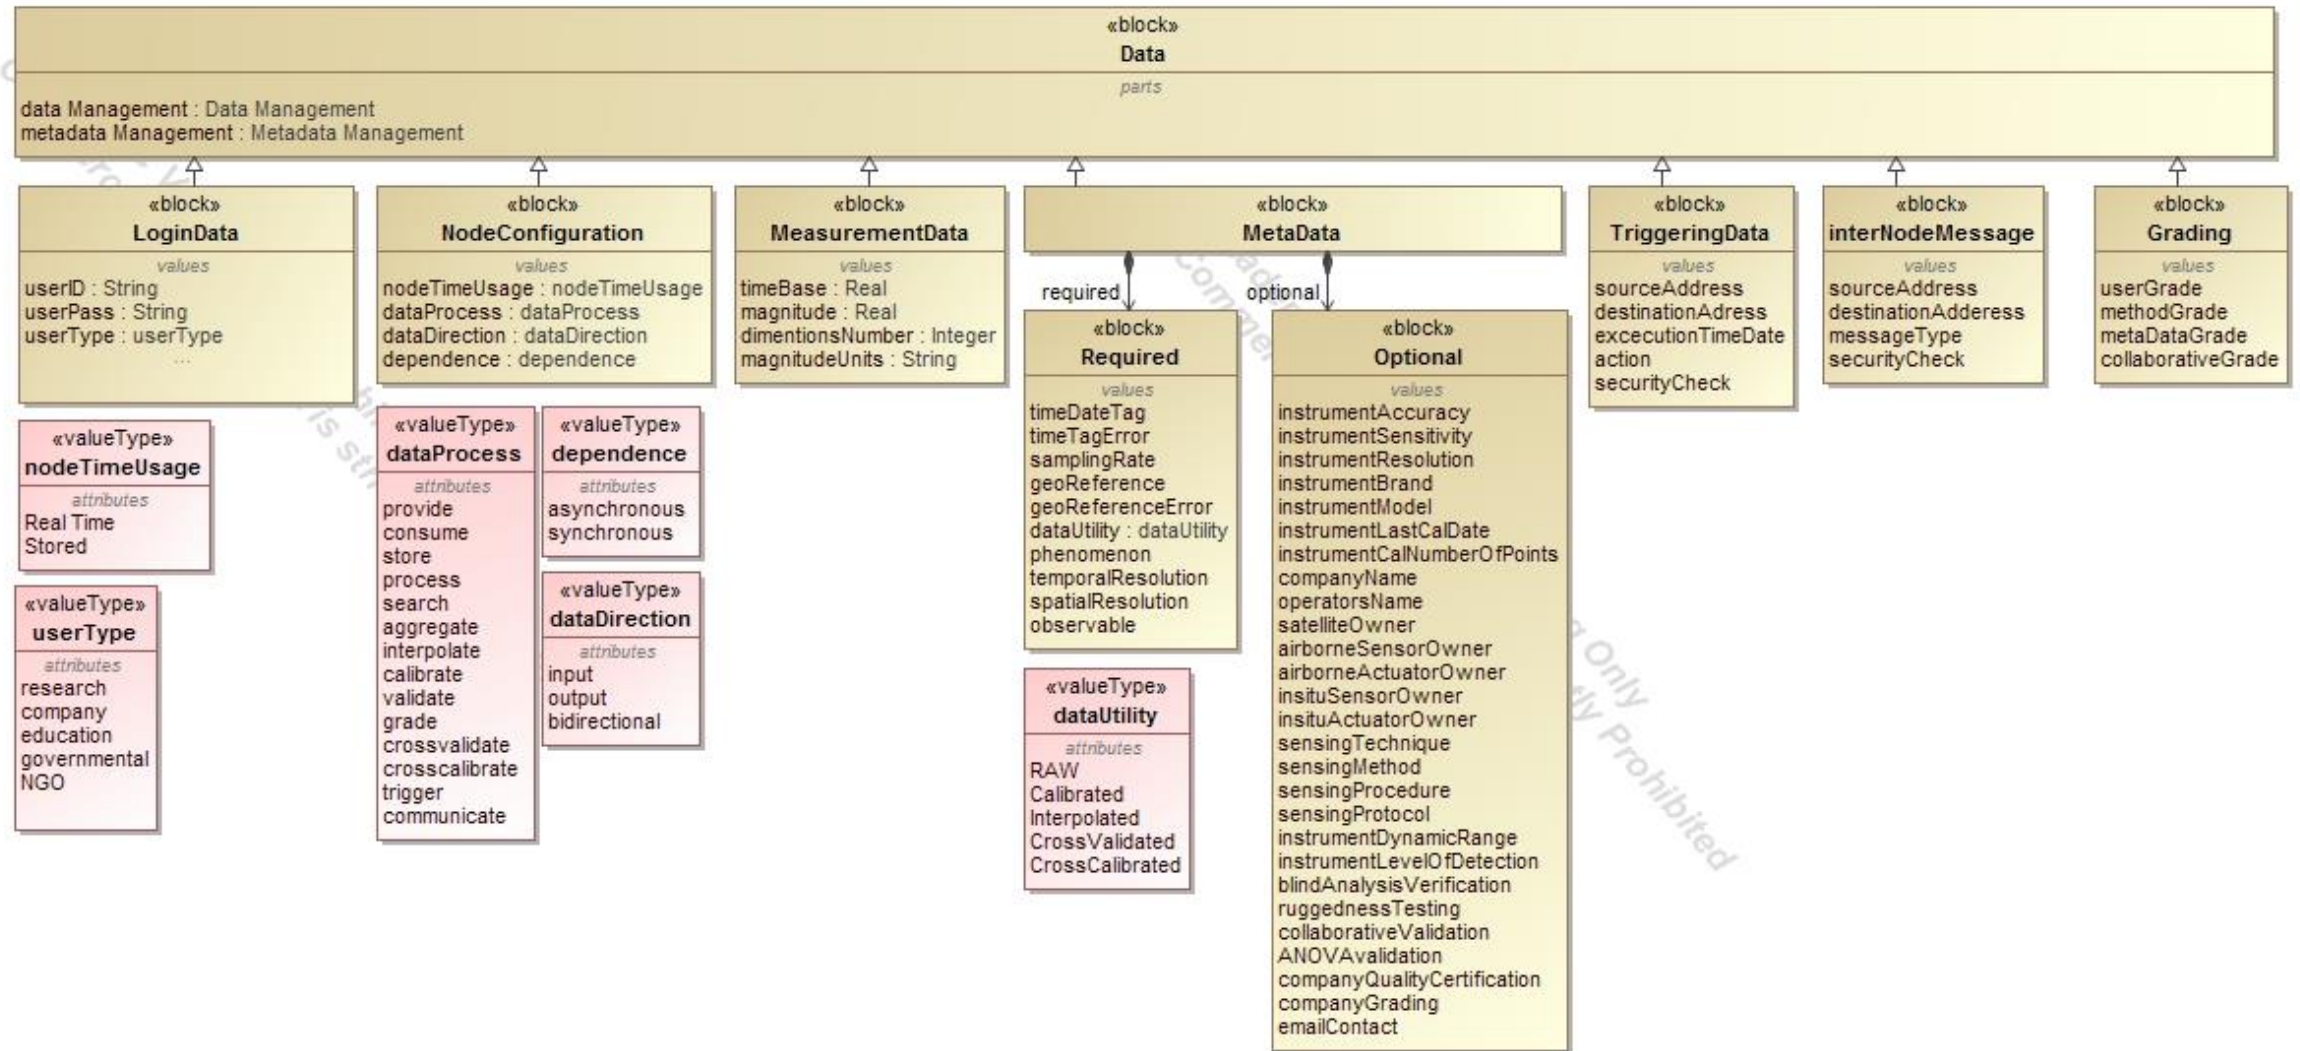 «block»
Data
parts
data Management : Data Management
metadata Management : Metadata Management
«block»
LoginData
values
userID : String
userPass : String
userType : userType
...
«block»
NodeConfiguration
values
nodeTimeUsage : nodeTimeUsage
dataProcess : dataProcess
dataDirection : dataDirection
dependence : dependence
«block»
MeasurementData
values
timeBase : Real
magnitude : Real
dimentionsNumber : Integer
magnitudeUnits : String
«block»
MetaData
required
optional
«block»
TriggeringData
values
sourceAddress
destinationAdress
excecutionTimeDate
action
securityCheck
«block»
interNodeMessage
values
sourceAddress
destinationAdderess
messageType
securityCheck
«block»
Grading
values
userGrade
methodGrade
metaDataGrade
collaborativeGrade
«block»
Required
values
timeDateTag
timeTagError
samplingRate
geoReference
geoReferenceError
dataUtility : dataUtility
phenomenon
temporalResolution
spatialResolution
observable
«block»
Optional
values
instrumentAccuracy
instrumentSensitivity
instrumentResolution
instrumentBrand
instrumentModel
instrumentLastCalDate
instrumentCalNumberOfPoints
companyName
operatorsName
satelliteOwner
airborneSensorOwner
airborneActuatorOwner
insituSensorOwner
insituActuatorOwner
sensingTechnique
sensingMethod
sensingProcedure
sensingProtocol
instrumentDynamicRange
instrumentLevelOfDetection
blindAnalysisVerification
ruggednessTesting
collaborativeValidation
ANOVAvalidation
companyQualityCertification
companyGrading
emailContact
«valueType»
nodeTimeUsage
attributes
Real Time
Stored
«valueType»
userType
attributes
research
company
education
governmental
NGO
«valueType»
dataProcess
attributes
provide
consume
store
process
search
aggregate
interpolate
calibrate
validate
grade
crossvalidate
crosscalibrate
trigger
communicate
«valueType»
dependence
attributes
asynchronous
synchronous
«valueType»
dataDirection
attributes
input
output
bidirectional
«valueType»
dataUtility
attributes
RAW
Calibrated
Interpolated
CrossValidated
CrossCalibrated
Only
Prohibited